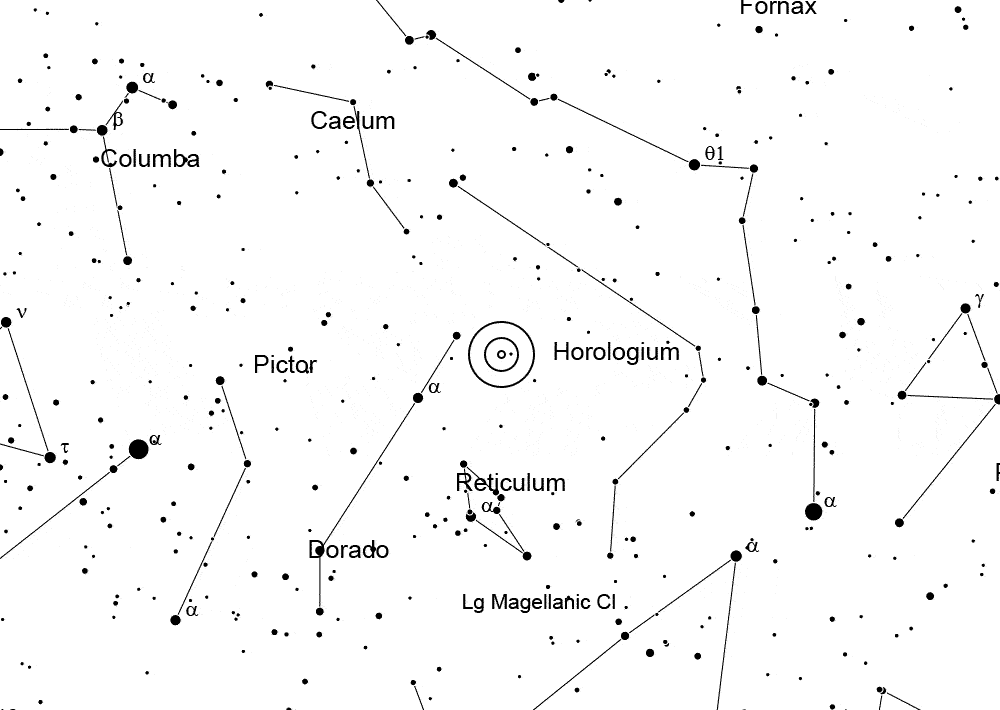 Fornax
α
Caelum
β
θ1
Columba
γ
ν
Pictor
Horologium
α
α
τ
Reticulum
α
α
Dorado
α
Lg Magellanic Cl
α